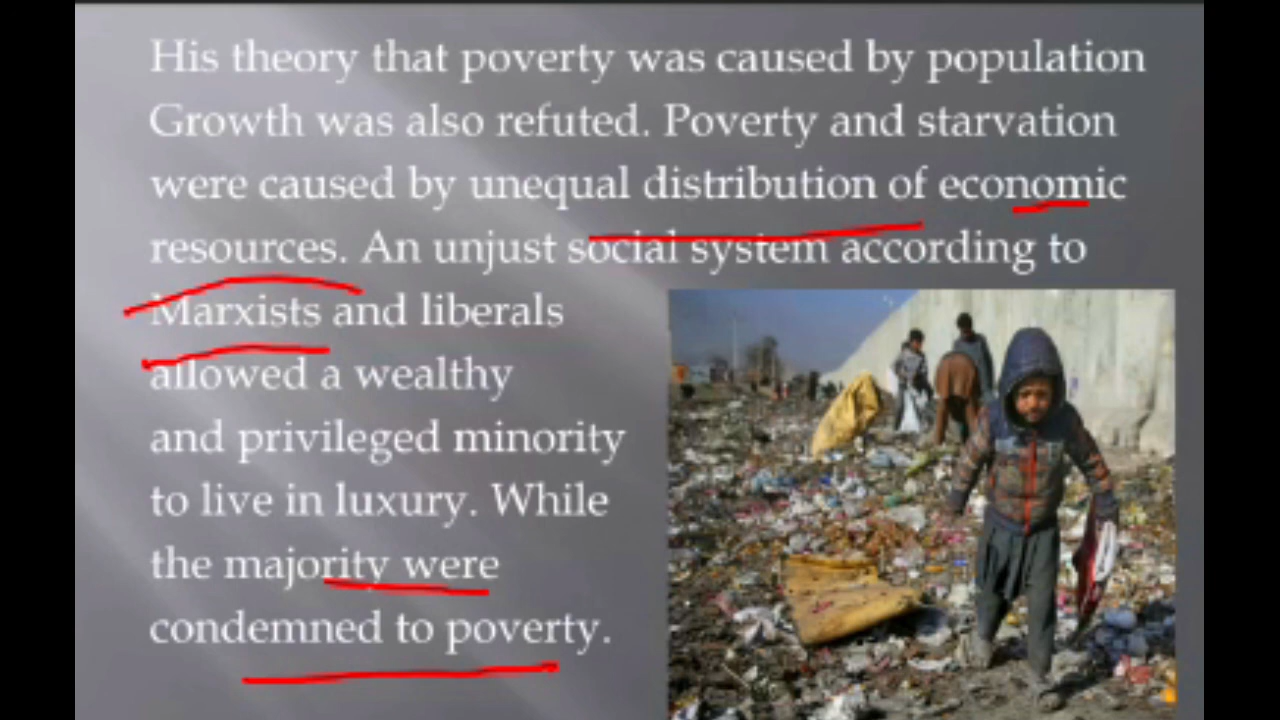 His theory that poverty was caused by population
Growth was also refuted. Poverty and starvation
were caused by unequal distribution of economic
resources. An unjust social system according to
Marxists and liberals
allowed a wealthy
and privileged minority
to live in luxury. While
the majority were
condemned to poverty.